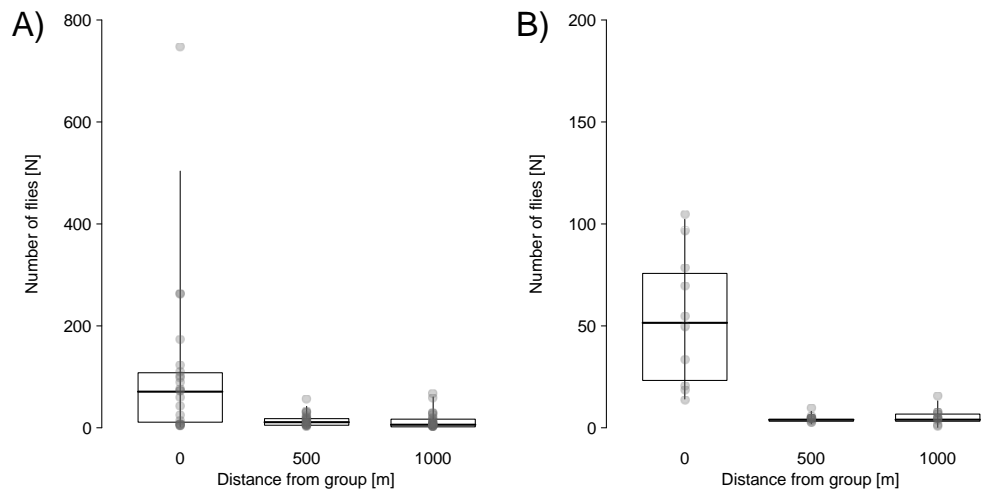 A)
800
600
400
200
0
Number of flies [N]
0 500 1000
Distance from group [m]
B)
200
150
100
50
0
Number of flies [N]
0 500 1000
Distance from group [m]